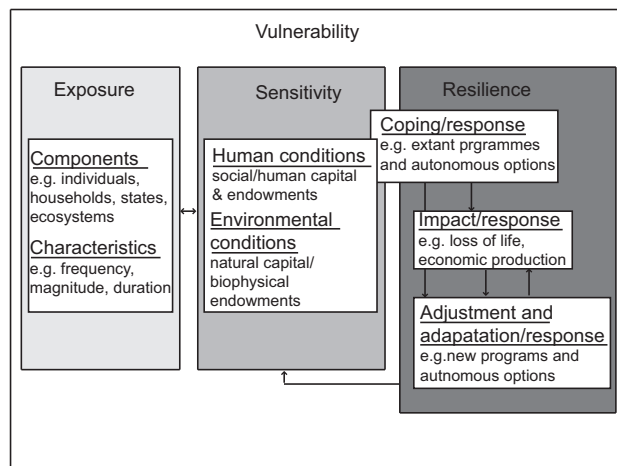 Vulnerability
Exposure
Components
e.g. individuals,
households, states,
ecosystems
Characteristics
e.g. frequency,
magnitude, duration
Sensitivity
Human conditions
social/human capital
& endowments
Environmental
conditions
natural capital/
biophysical
endowments
Resilience
Coping/response
e.g. extant prgrammes
and autonomous options
Impact/response
e.g. loss of life,
economic production
Adjustment and
adapatation/response
e.g.new programs and
autnomous options